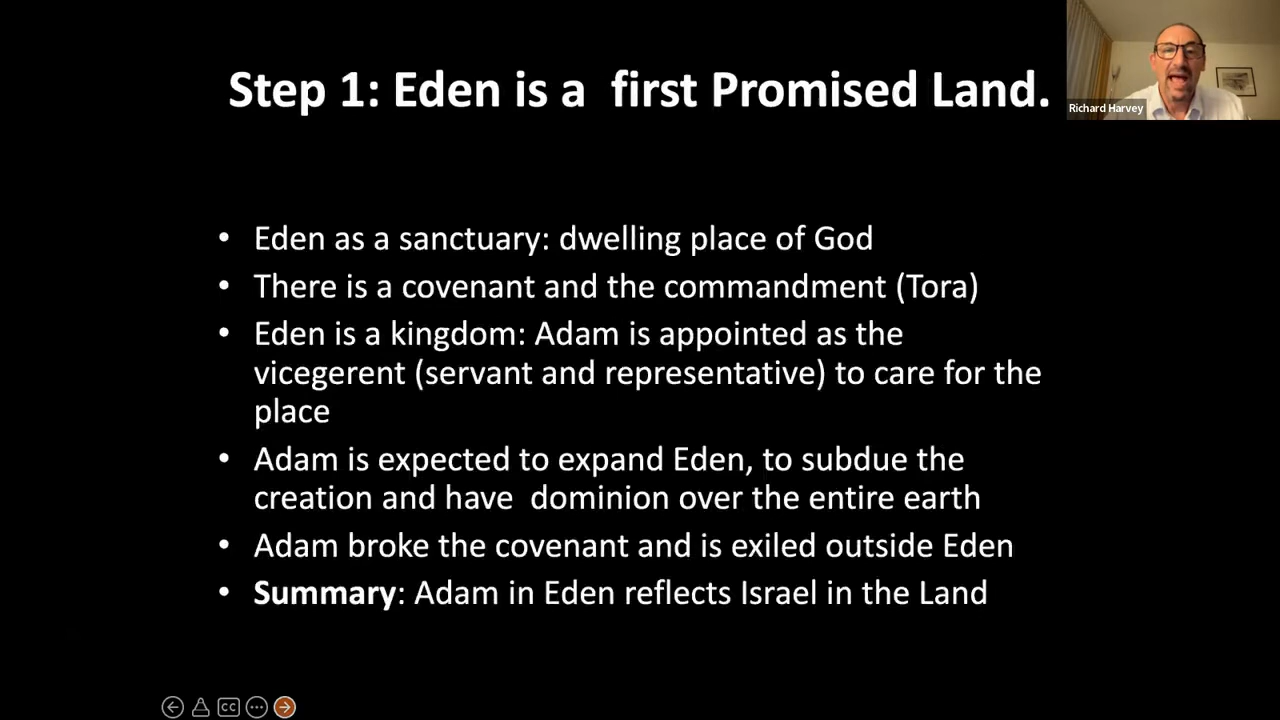 Step 1: Eden is a  first Promised Land.
Richard Harvey
• Eden as a sanctuary: dwelling place of God
• There is a covenant and the commandment (Tora)
• Eden is a kingdom: Adam is appointed as the
vicegerent (servant and representative) to care for the
place
• Adam is expected to expand Eden, to subdue the
creation and have  dominion over the entire earth
• Adam broke the covenant and is exiled outside Eden
• Summary: Adam in Eden reflects Israel in the Land
CC